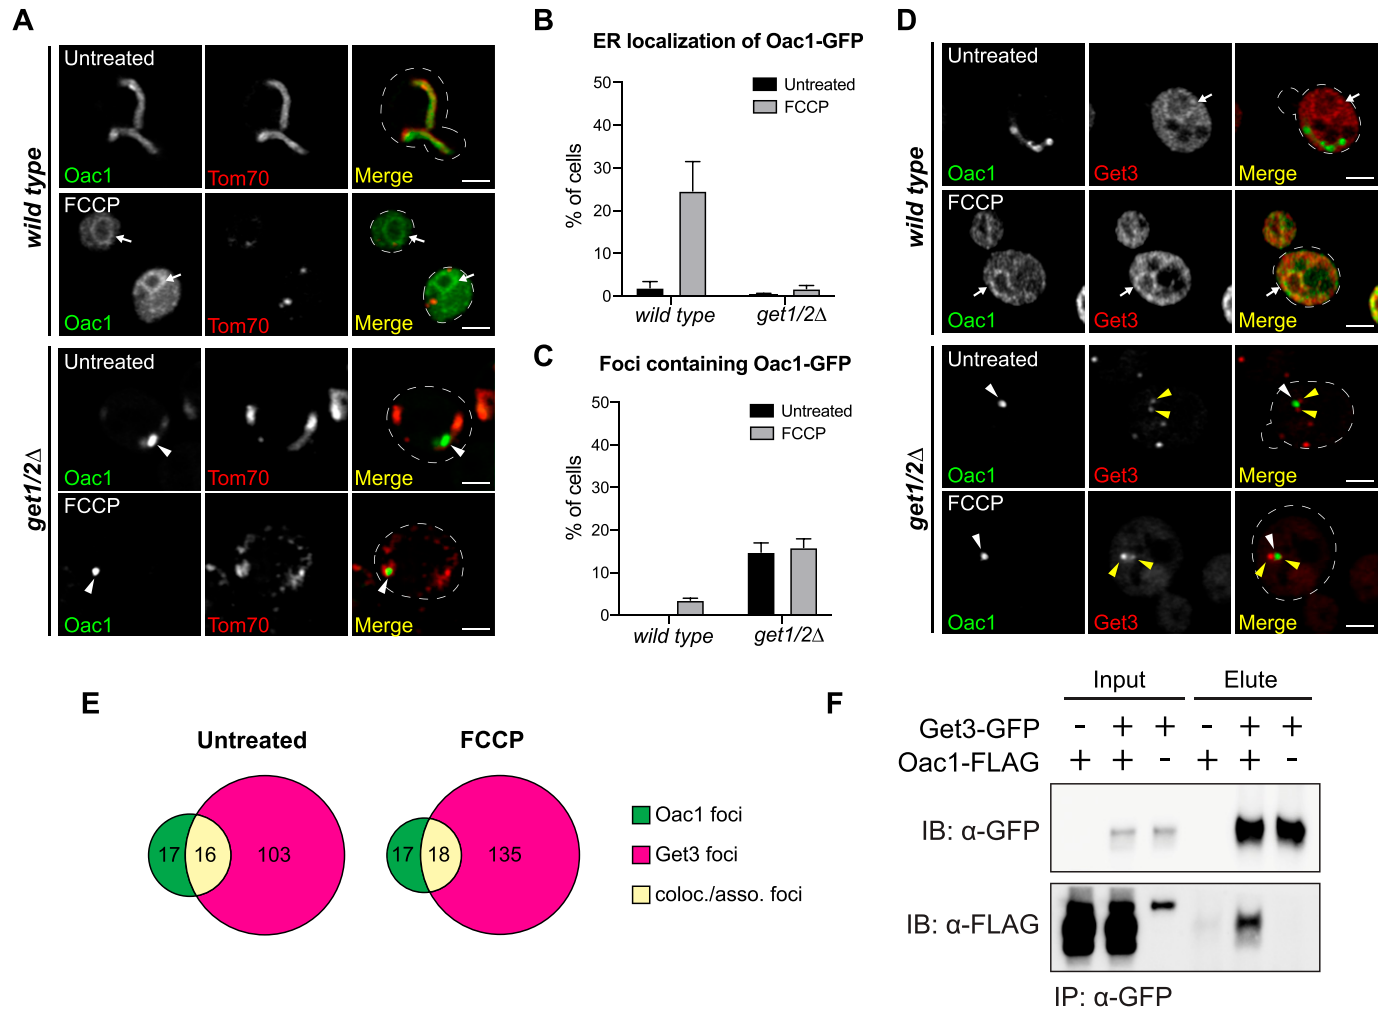 A
wild type
Untreated
Oac1
Tom70
Merge
FCCP
Oac1
Tom70
Merge
get1/2Δ
Untreated
Oac1
Tom70
Merge
FCCP
Oac1
Tom70
Merge
B
ER localization of Oac1-GFP
Untreated
FCCP
% of cells
50
40
30
20
10
0
wild type
get1/2Δ
C
Foci containing Oac1-GFP
Untreated
FCCP
% of cells
50
40
30
20
10
0
wild type
get1/2Δ
D
wild type
Untreated
Oac1
Get3
Merge
FCCP
Oac1
Get3
Merge
get1/2Δ
Untreated
Oac1
Get3
Merge
FCCP
Oac1
Get3
Merge
E
Untreated
17 16 103
FCCP
17 18 135
Oac1 foci
Get3 foci
coloc./asso. foci
F
Input Elute
Get3-GFP - + + - + +
Oac1-FLAG + + - + + -
IB: α-GFP
IB: α-FLAG
IP: α-GFP